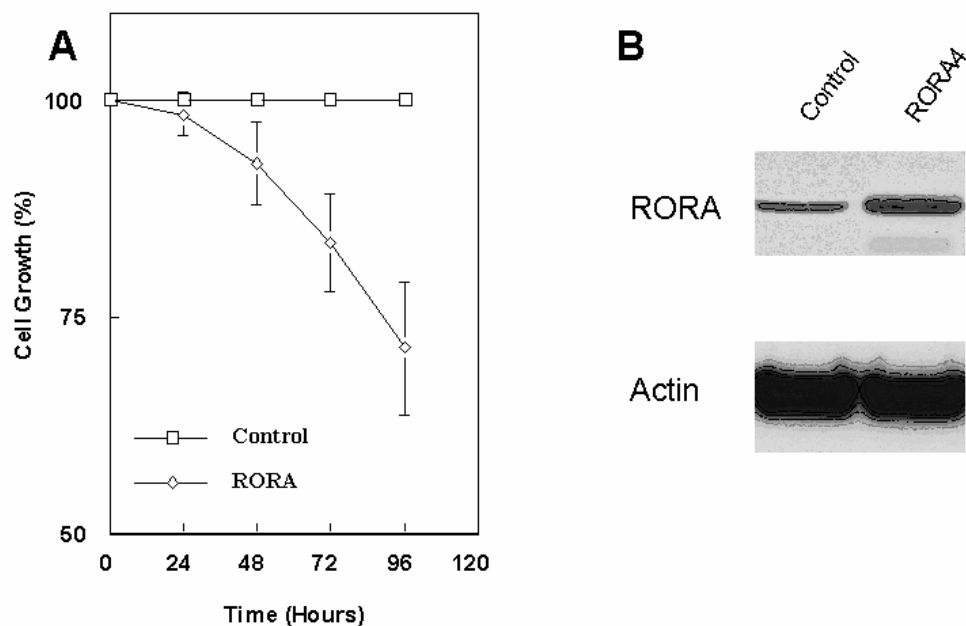 A
100
75
50
Cell Growth (%)
Control
RORA
0 24 48 72 96 120
Time (Hours)
B
Control
RORA4
RORA
Actin